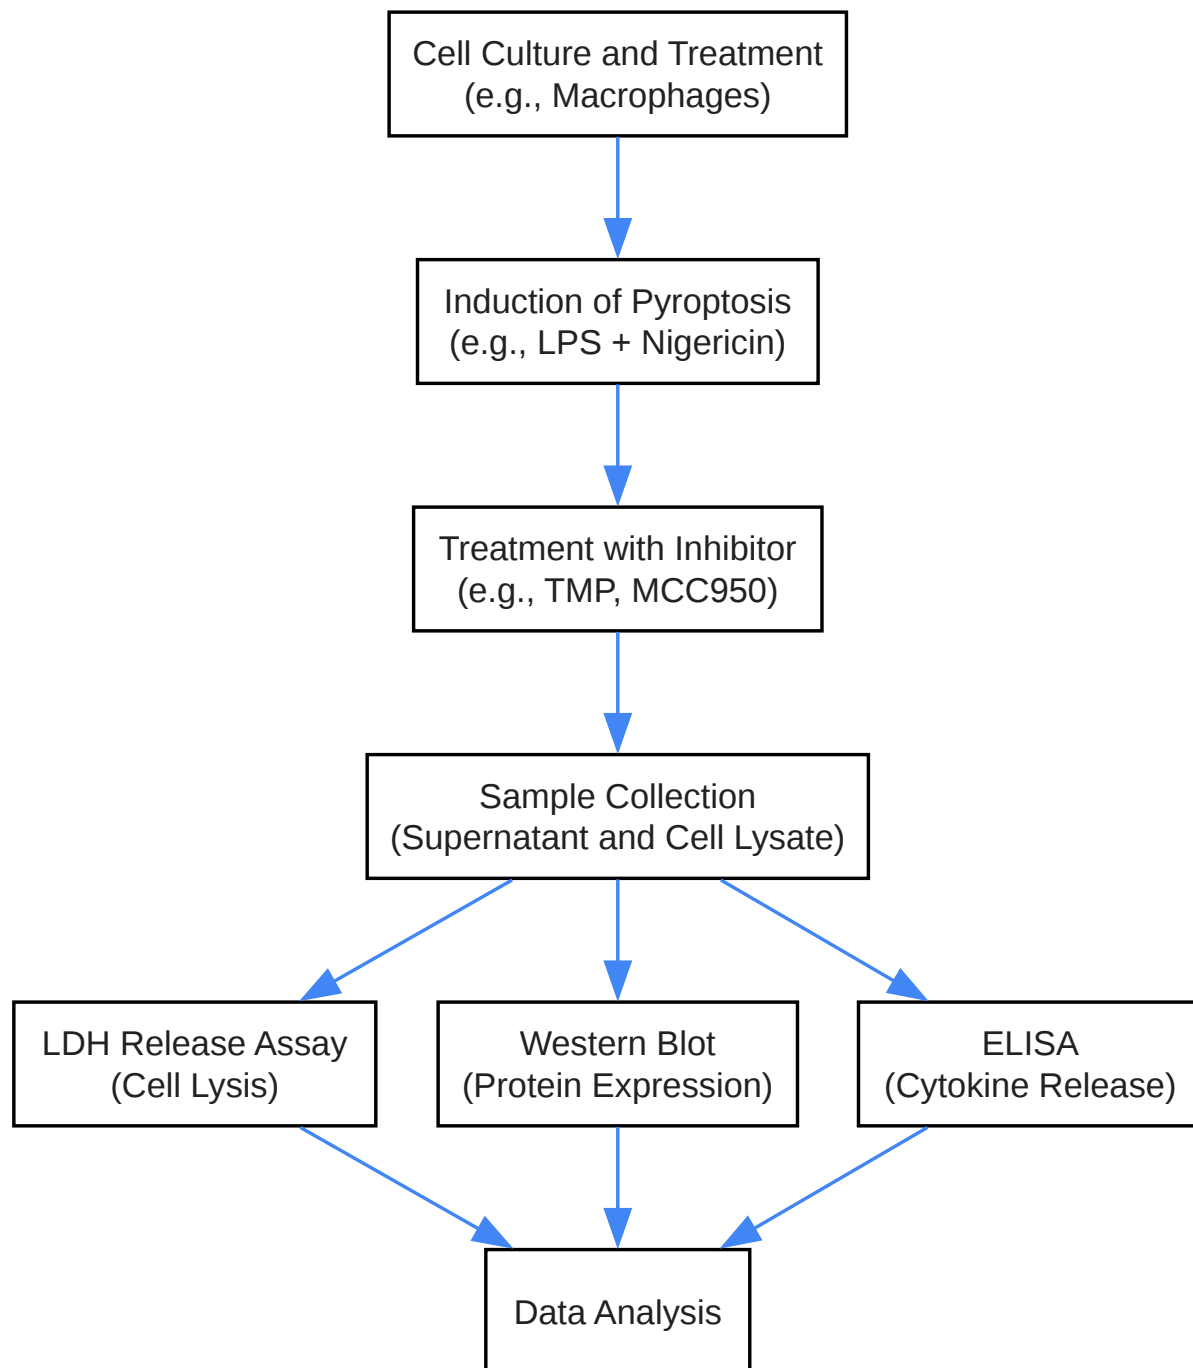 Cell Culture and Treatment
(e.g., Macrophages)
Induction of Pyroptosis
(e.g., LPS + Nigericin)
Treatment with Inhibitor
(e.g., TMP, MCC950)
Sample Collection
(Supernatant and Cell Lysate)
LDH Release Assay
(Cell Lysis)
Western Blot
(Protein Expression)
ELISA
(Cytokine Release)
Data Analysis